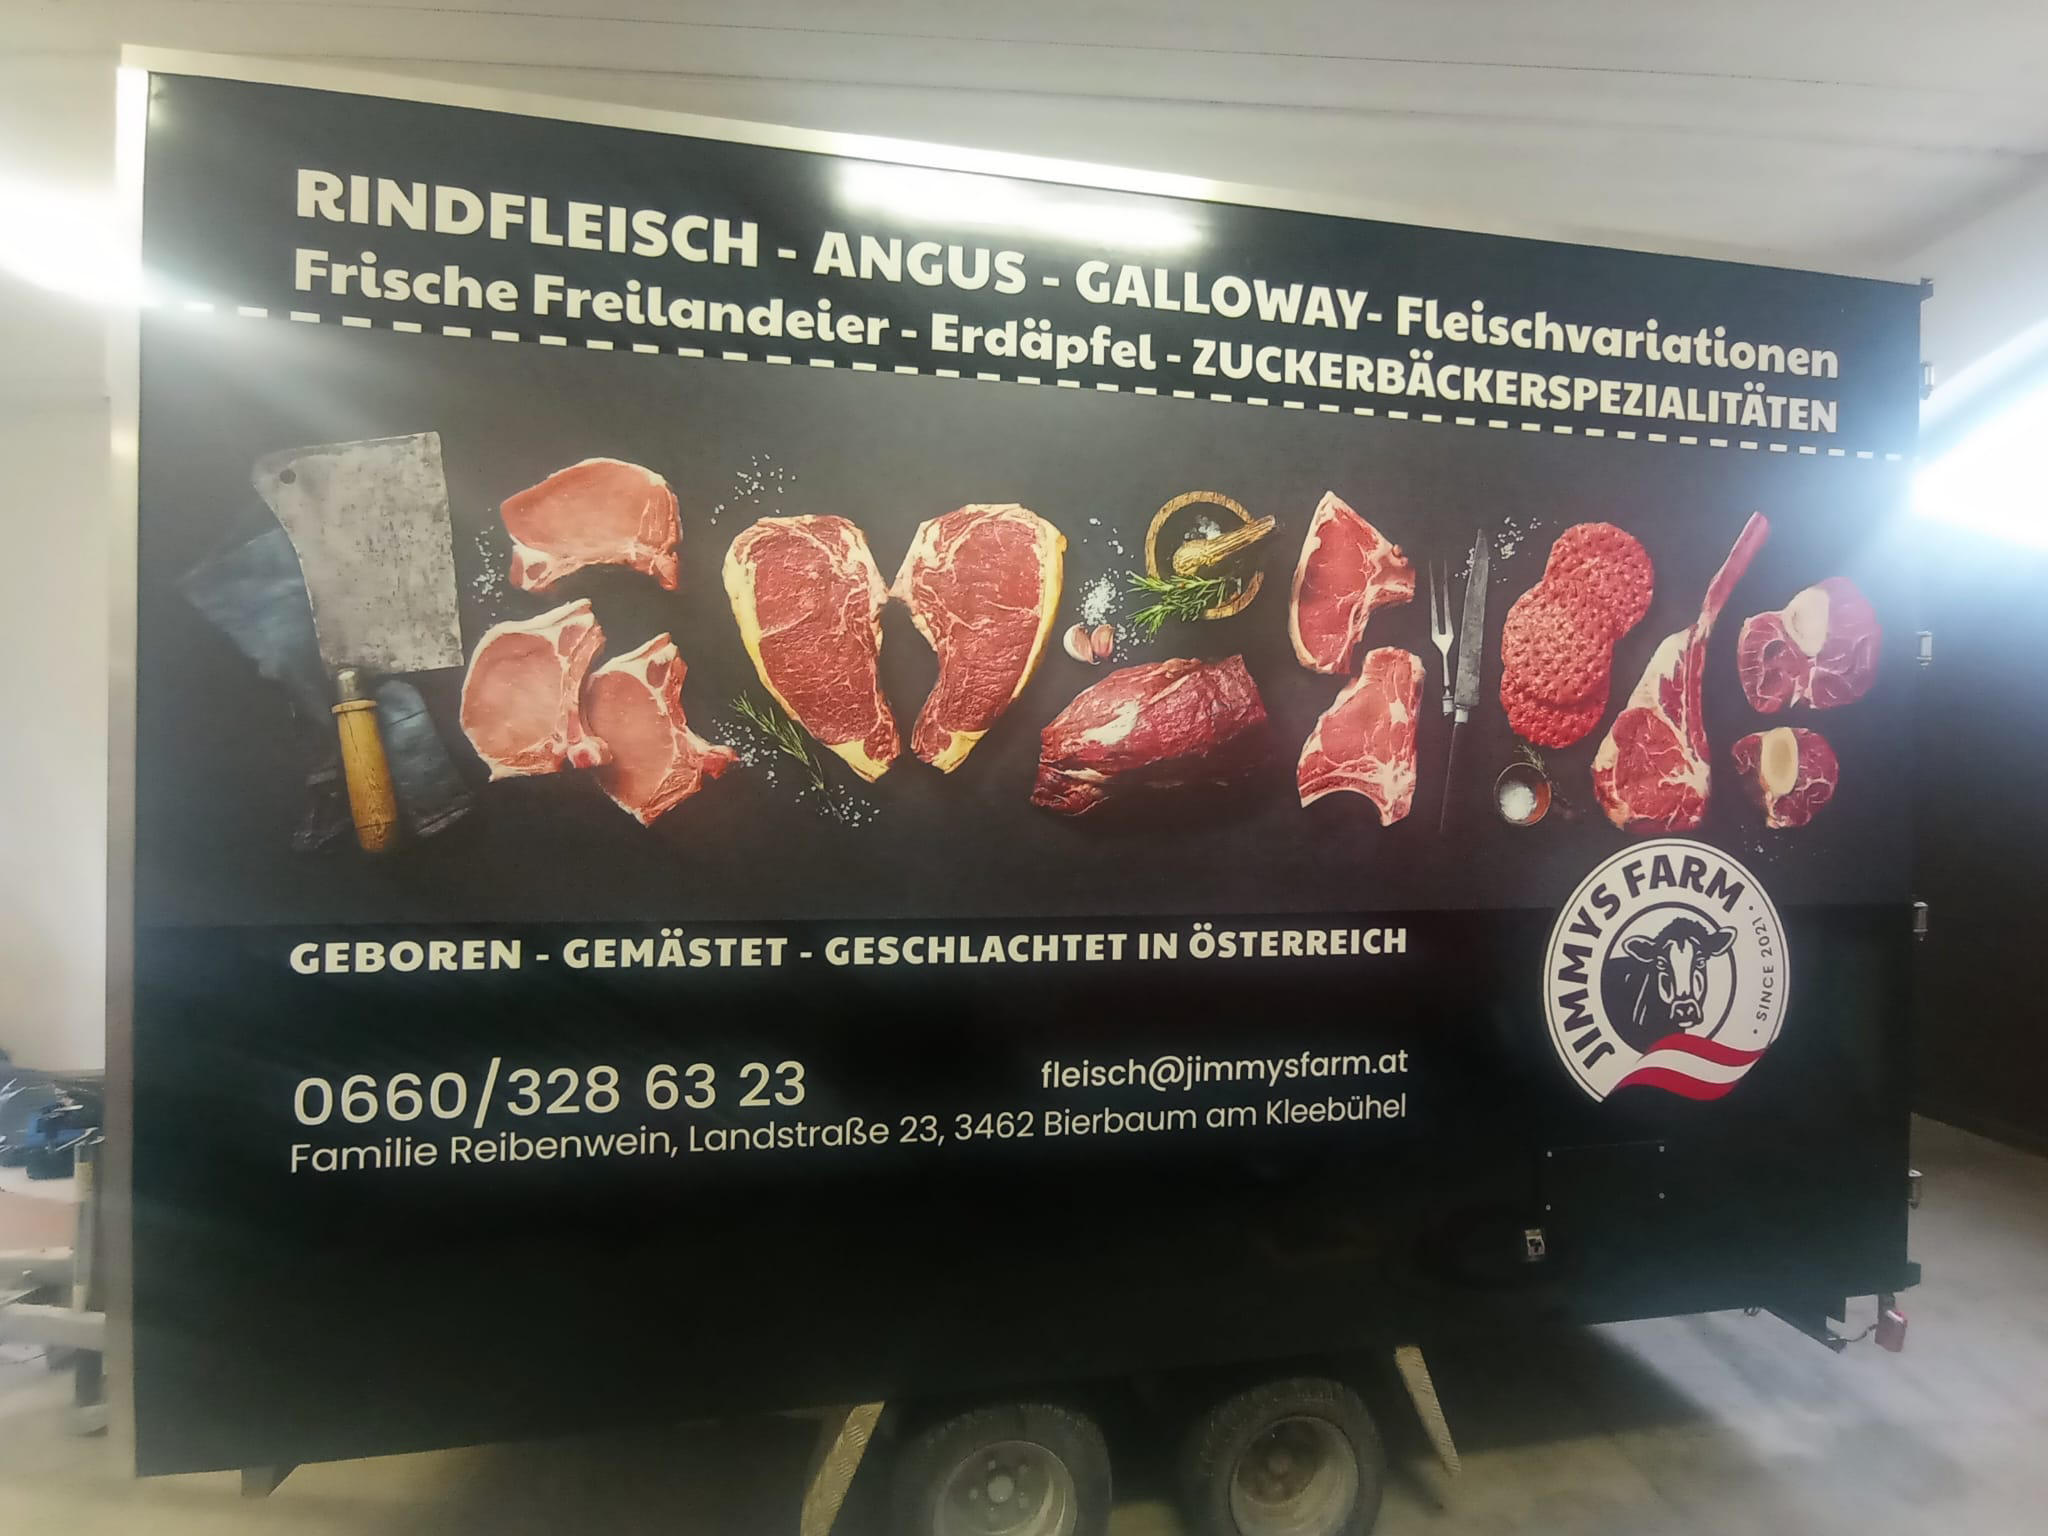 RINDFLEISCH - ANGUS - GALLOWAY- Fleischvariationen
Frische Freilandeier - Erdäpfel - ZUCKERBÄCKERSPEZIALITÄTEN
JIMMYS FARM
· SINCE 2021 ·
GEBOREN - GEMÄSTET - GESCHLACHTET IN ÖSTERREICH
0660/328 63 23
fleisch@jimmysfarm.at
Familie Reibenwein, Landstraße 23, 3462 Bierbaum am Kleebühel